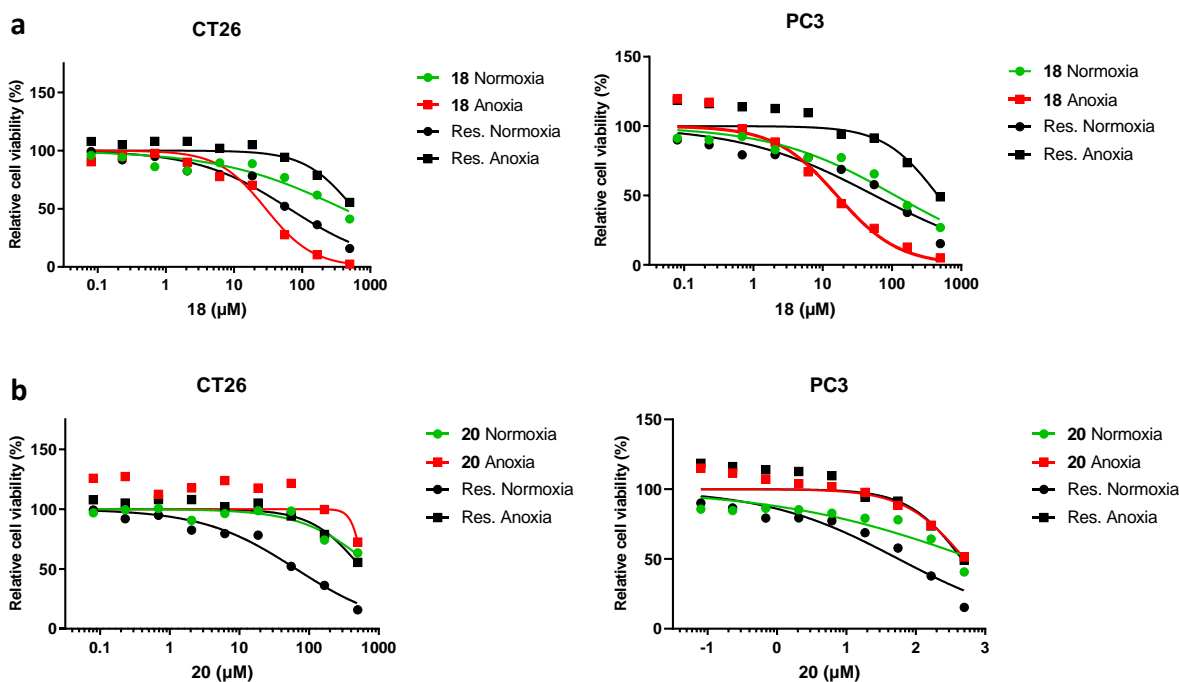 a
CT26
Relative cell viability (%)
150
100
50
0
0.1
1
10
100
1000
18 (µM)
18 Normoxia
18 Anoxia
Res. Normoxia
Res. Anoxia
PC3
Relative cell viability (%)
150
100
50
0
0.1
1
10
100
1000
18 (µM)
18 Normoxia
18 Anoxia
Res. Normoxia
Res. Anoxia
b
CT26
Relative cell viability (%)
150
100
50
0
0.1
1
10
100
1000
20 (µM)
20 Normoxia
20 Anoxia
Res. Normoxia
Res. Anoxia
PC3
Relative cell viability (%)
150
100
50
0
-1
0
1
2
3
20 (µM)
20 Normoxia
20 Anoxia
Res. Normoxia
Res. Anoxia